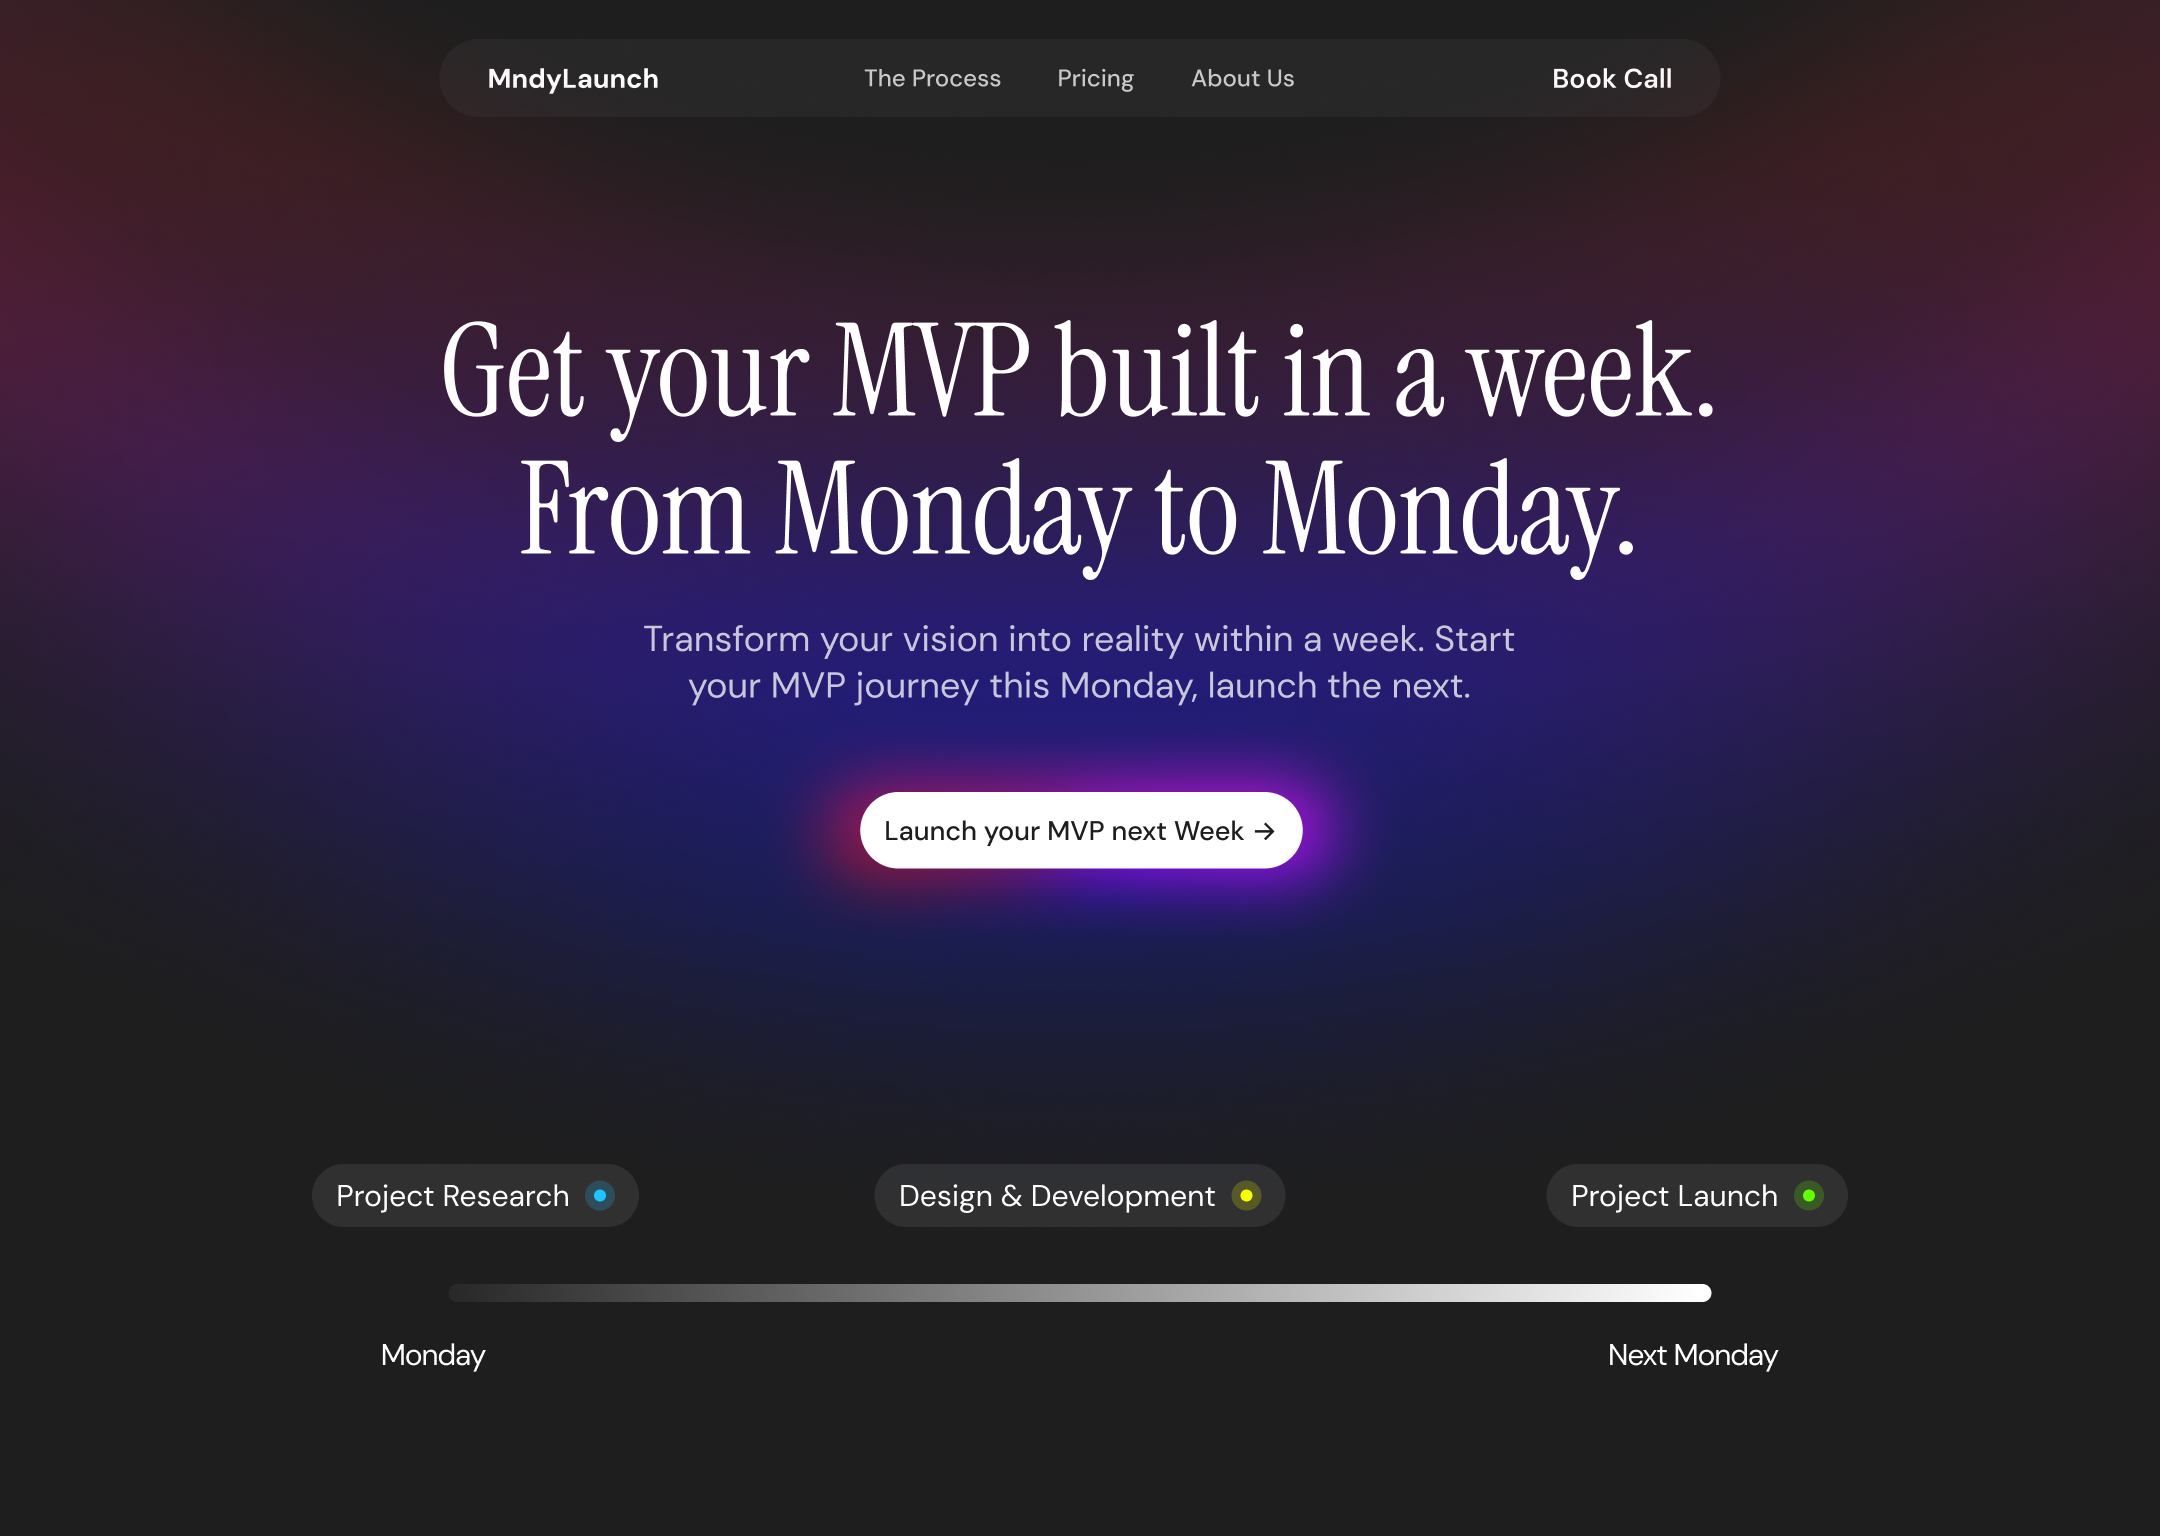 MndyLaunch
The Process
Pricing
About Us
Book Call
Get your MVP built in a week.
From Monday to Monday.
Transform your vision into reality within a week. Start
your MVP journey this Monday, launch the next.
Launch your MVP next Week →
Project Research
Design & Development
Project Launch
Monday
Next Monday